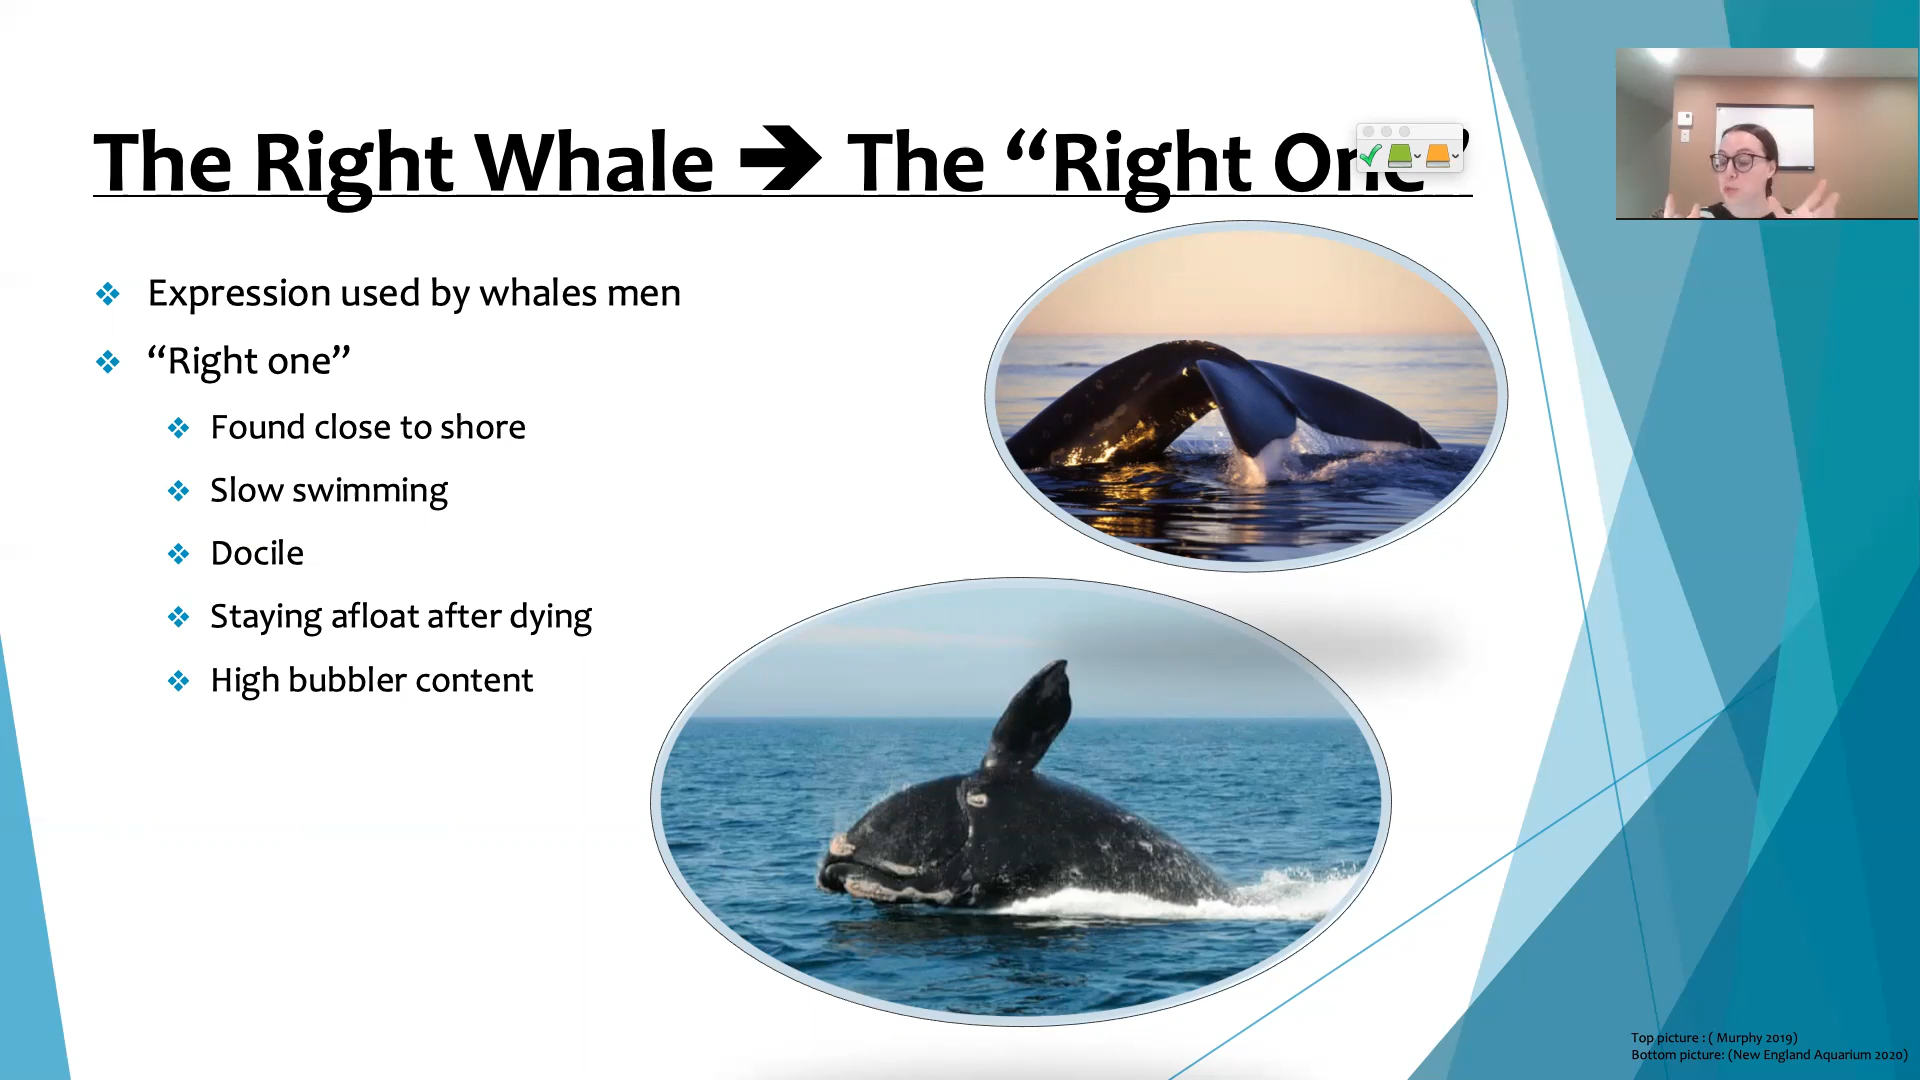 The Right Whale → The “Right One”
Expression used by whales men
“Right one”
Found close to shore
Slow swimming
Docile
Staying afloat after dying
High bubbler content
Top picture : ( Murphy 2019)
Bottom picture: (New England Aquarium 2020)